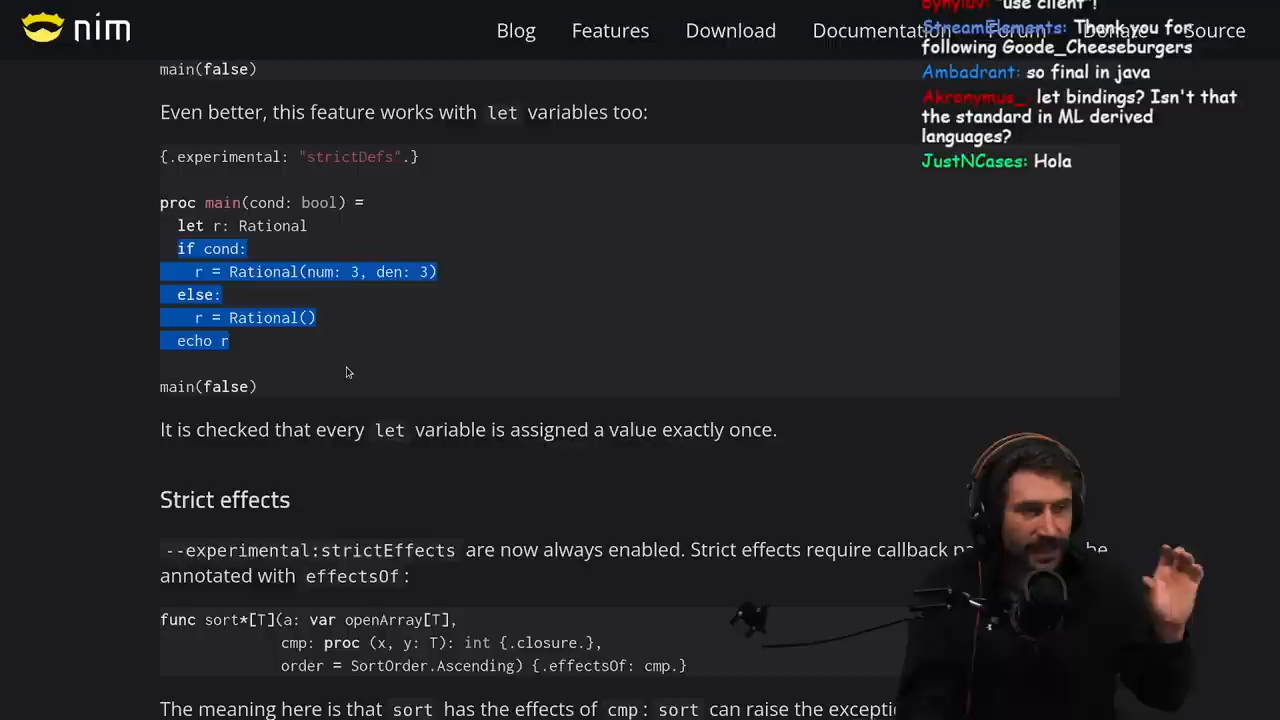 nim
Blog Features Download Documentation Forum Donate Source
Bynyluv: "use client"!
StreamElements: Thank you for
following Goode_Cheeseburgers
Ambadrant: so final in java
Akronymus_: let bindings? Isn't that
the standard in ML derived
languages?
JustNCases: Hola
main(false)
Even better, this feature works with let variables too:
{.experimental: "strictDefs".}
proc main(cond: bool) =
let r: Rational
if cond:
r = Rational(num: 3, den: 3)
else:
r = Rational()
echo r
main(false)
It is checked that every let variable is assigned a value exactly once.
Strict effects
--experimental:strictEffects are now always enabled. Strict effects require callback be
annotated with effectsOf:
func sort*[T](a: var openArray[T],
cmp: proc (x, y: T): int {.closure.},
order = SortOrder.Ascending) {.effectsOf: cmp.}
The meaning here is that sort has the effects of cmp: sort can raise the